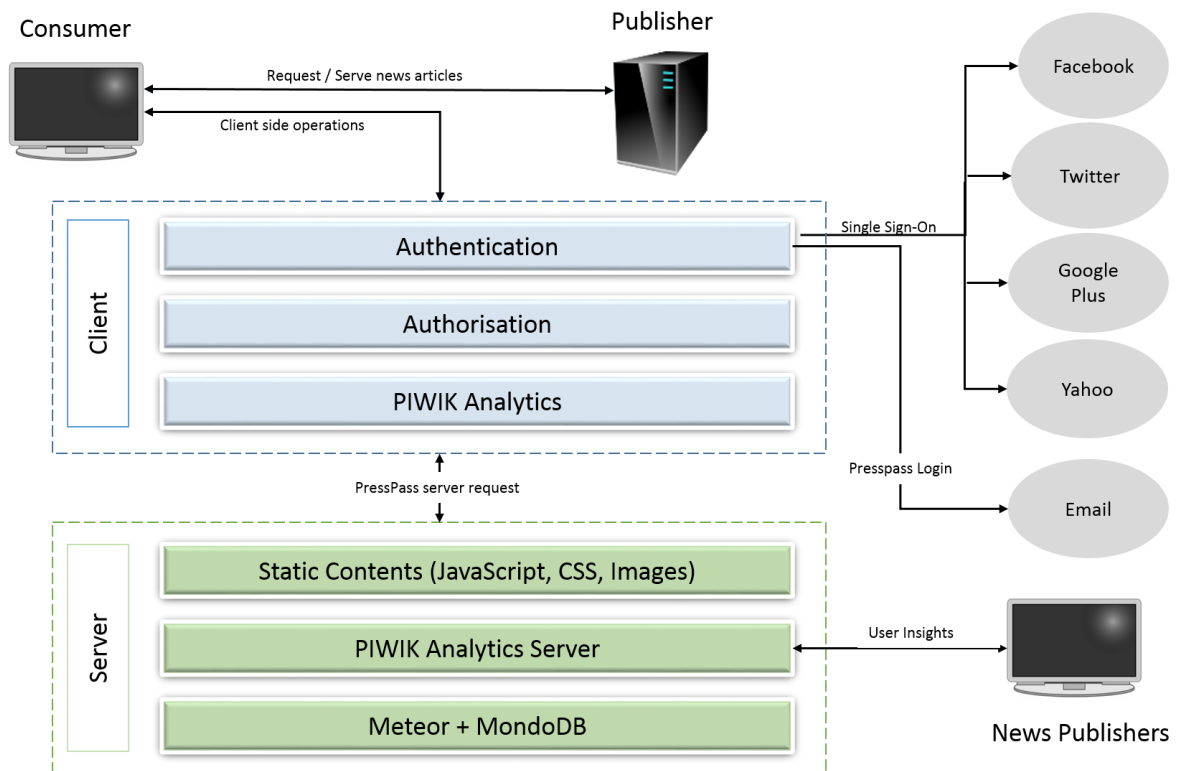 Consumer
Publisher
Request / Serve news articles
Client side operations
Facebook
Twitter
Google
Plus
Yahoo
Email
Single Sign-On
Presspass Login
Client
Authentication
Authorisation
PIWIK Analytics
PressPass server request
Server
Static Contents (JavaScript, CSS, Images)
PIWIK Analytics Server
Meteor + MondoDB
User Insights
News Publishers